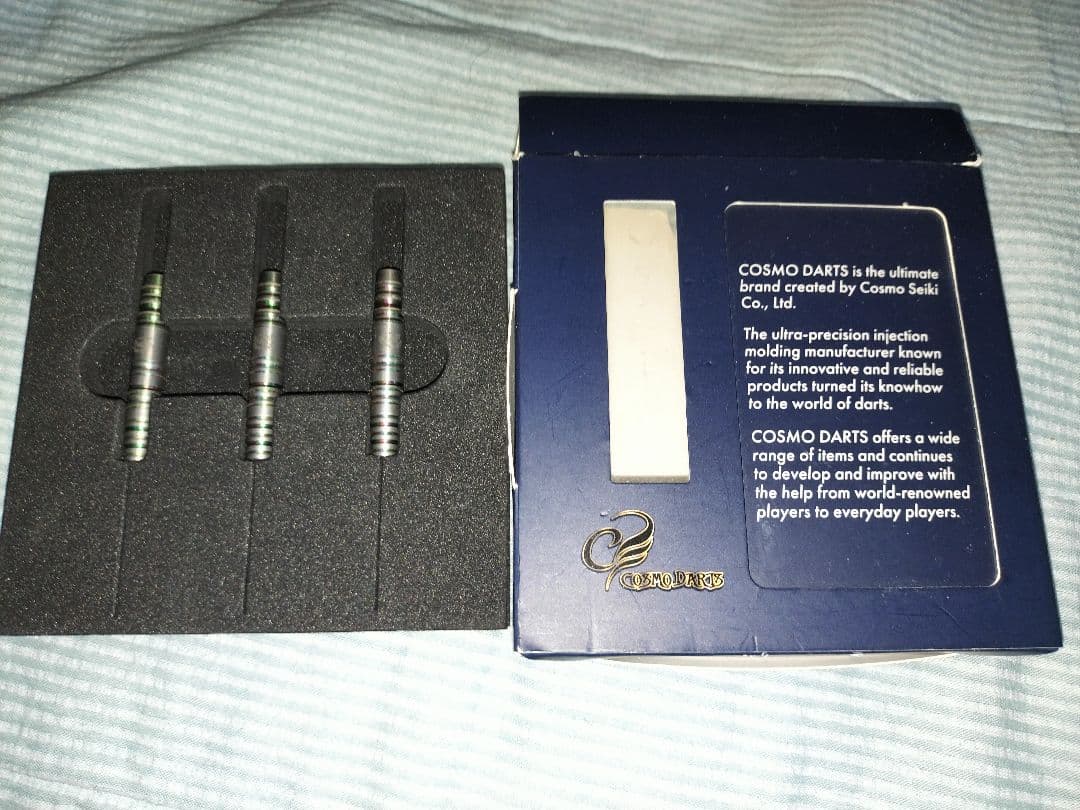 COSMO DARTS is the ultimate
brand created by Cosmo Seiki
Co., Ltd.
The ultra-precision injection
molding manufacturer known
for its innovative and reliable
products turned its knowhow
to the world of darts.
COSMO DARTS offers a wide
range of items and continues
to develop and improve with
the help from world-renowned
players to everyday players.
COSMO DARTS